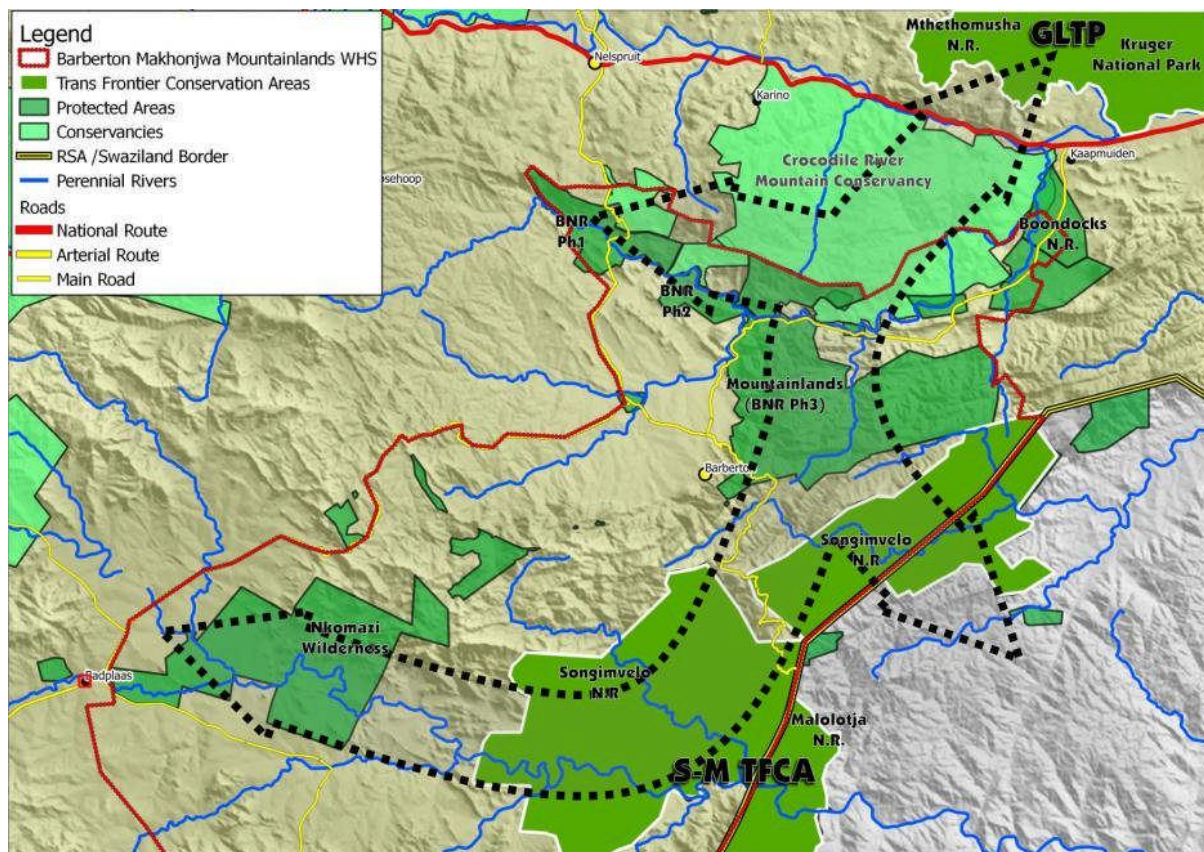 Legend
Barberton Makhonjwa Mountainlands WHS
Trans Frontier Conservation Areas
Protected Areas
Conservancies
RSA /Swaziland Border
Perennial Rivers
Roads
National Route
Arterial Route
Main Road
Mthethomusha
N.R.
GLTP
Kruger
National Park
Nelspruit
Karino
Kaapmuiden
sehoop
Crocodile River
Mountain Conservancy
BNR
Ph1
Boondocks
N.R.
BNR
Ph2
Mountainlands
(BNR Ph3)
Barberto
Songimvelo
N.R
Nkomazi
Wilderness
Badplaas
Songimvelo
N.R
Malolotja
N.R.
S-M TFCA